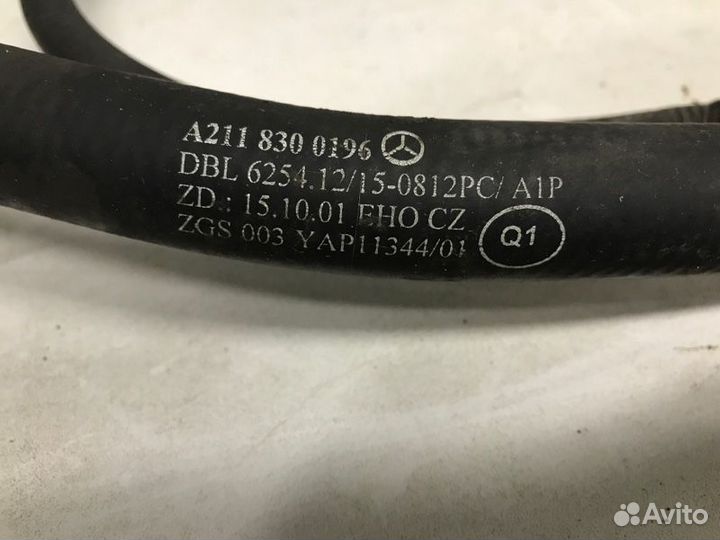 A211 830 0196
DBL 6254.12/15-0812PC/ A1P
ZD.: 15.10.01 EHO CZ
ZGS 003 YAP11344/01
Q1
Avito